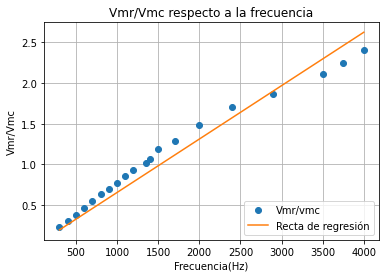 Vmr/Vmc respecto a la frecuencia
Vmr/Vmc
2.5
2.0
1.5
1.0
0.5
500 1000 1500 2000 2500 3000 3500 4000
Frecuencia(Hz)
Vmr/vmc
Recta de regresión